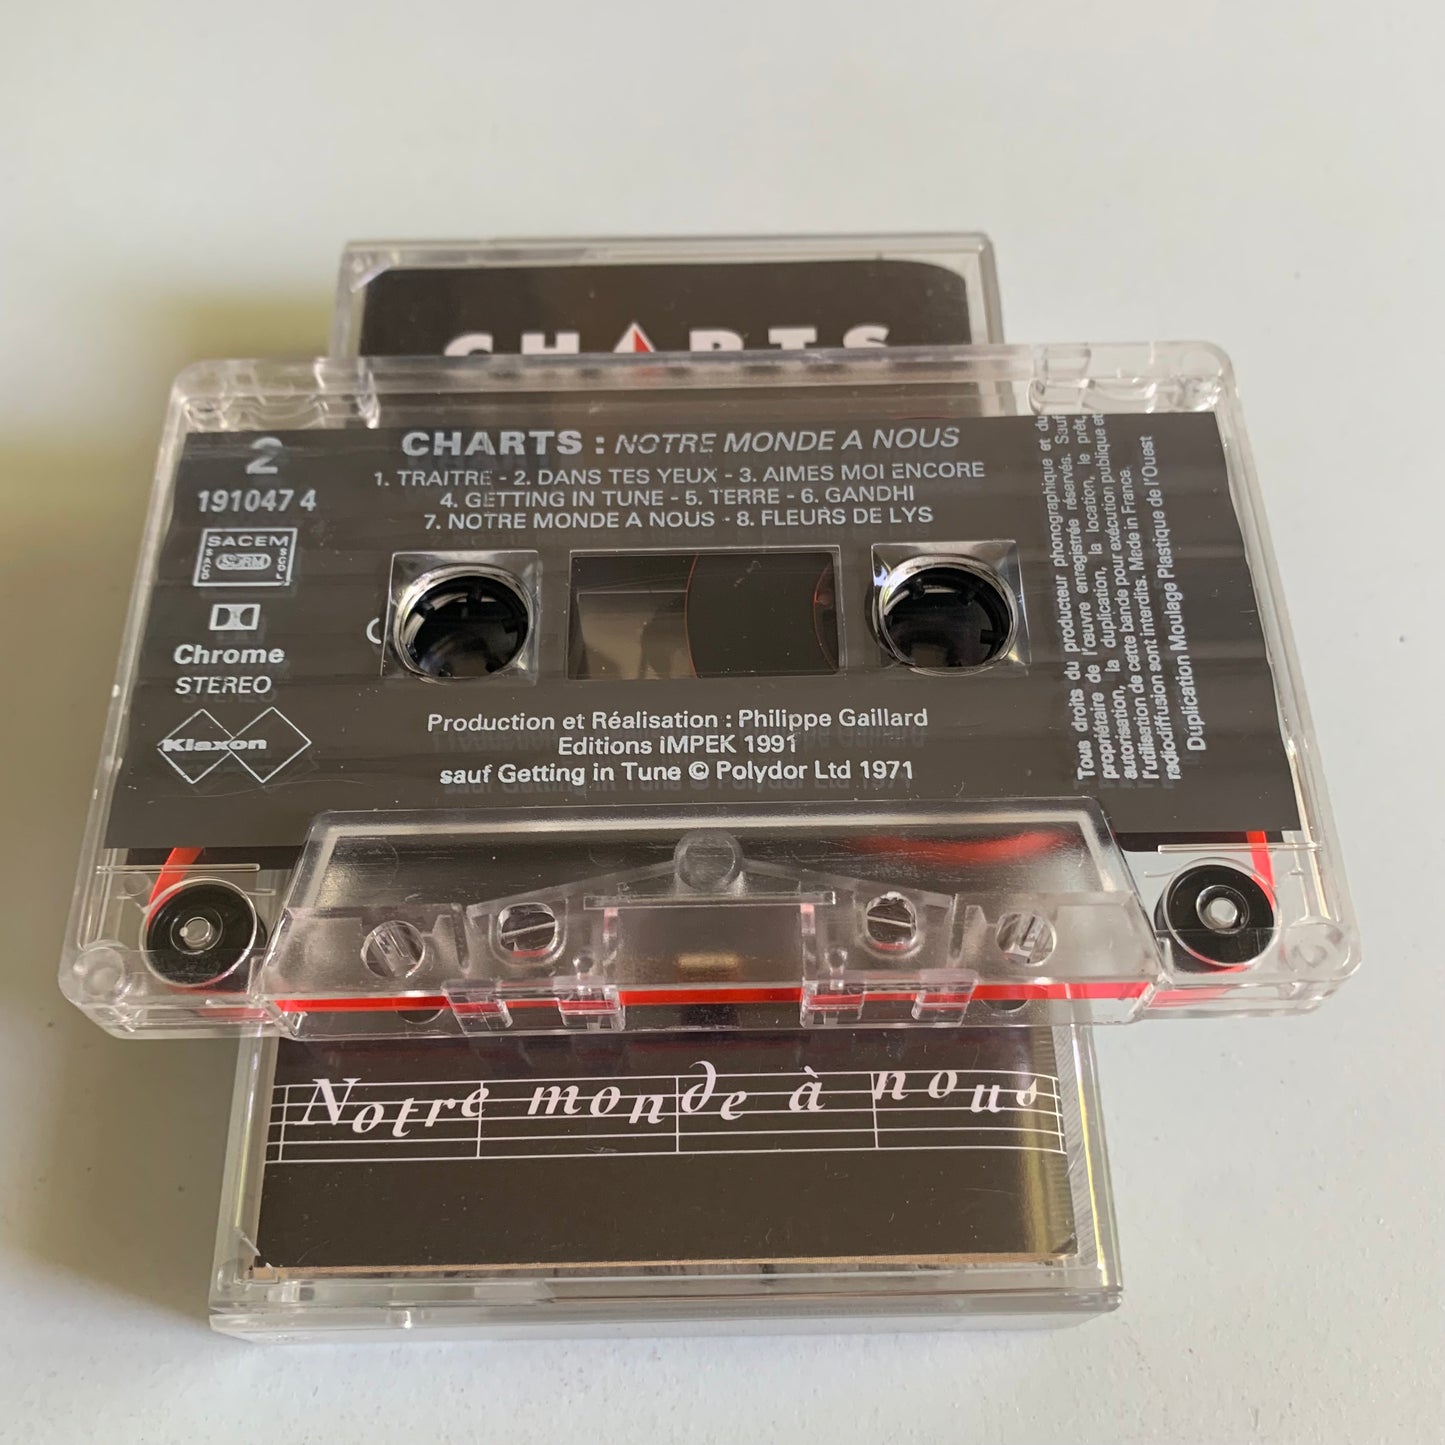 CHARTS
2
191047 4
SACEM
SACD SDRM SGDL
Chrome
STEREO
Klaxon
CHARTS : NOTRE MONDE A NOUS
1. TRAITRE - 2. DANS TES YEUX - 3. AIMES MOI ENCORE
4. GETTING IN TUNE - 5. TERRE - 6. GANDHI
7. NOTRE MONDE A NOUS - 8. FLEURS DE LYS
Production et Réalisation : Philippe Gaillard
Editions iMPEK 1991
sauf Getting in Tune © Polydor Ltd 1971
Tous droits du producteur phonographique et du
propriétaire de l'œuvre enregistrée réservés. Sauf
autorisation, la duplication, la location, le prêt,
l'utilisation de cette bande pour exécution publique et
radiodiffusion sont interdits. Made in France.
Duplication Moulage Plastique de l'Ouest
Notre monde à nous